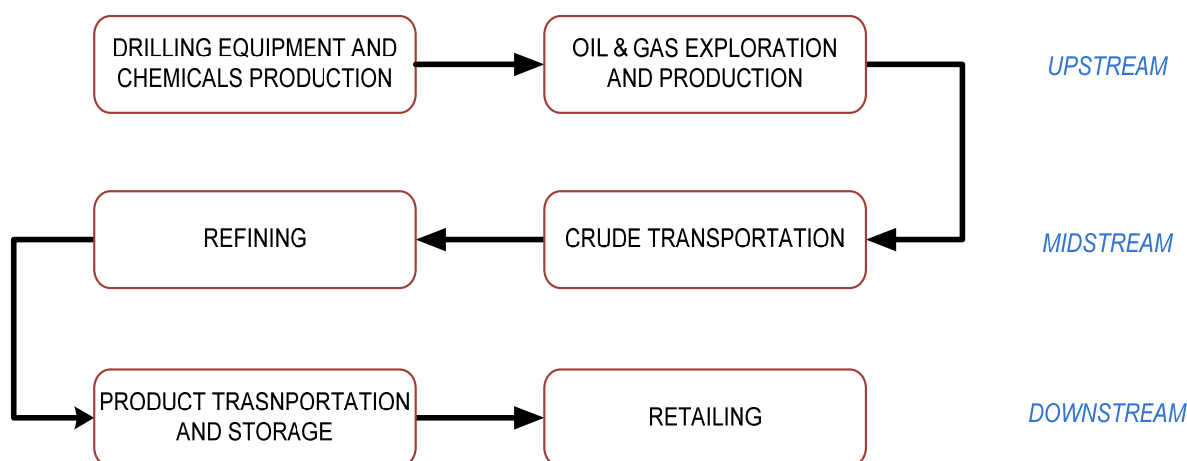 DRILLING EQUIPMENT AND
CHEMICALS PRODUCTION
OIL & GAS EXPLORATION
AND PRODUCTION
UPSTREAM
REFINING
CRUDE TRANSPORTATION
MIDSTREAM
PRODUCT TRASNPORTATION
AND STORAGE
RETAILING
DOWNSTREAM